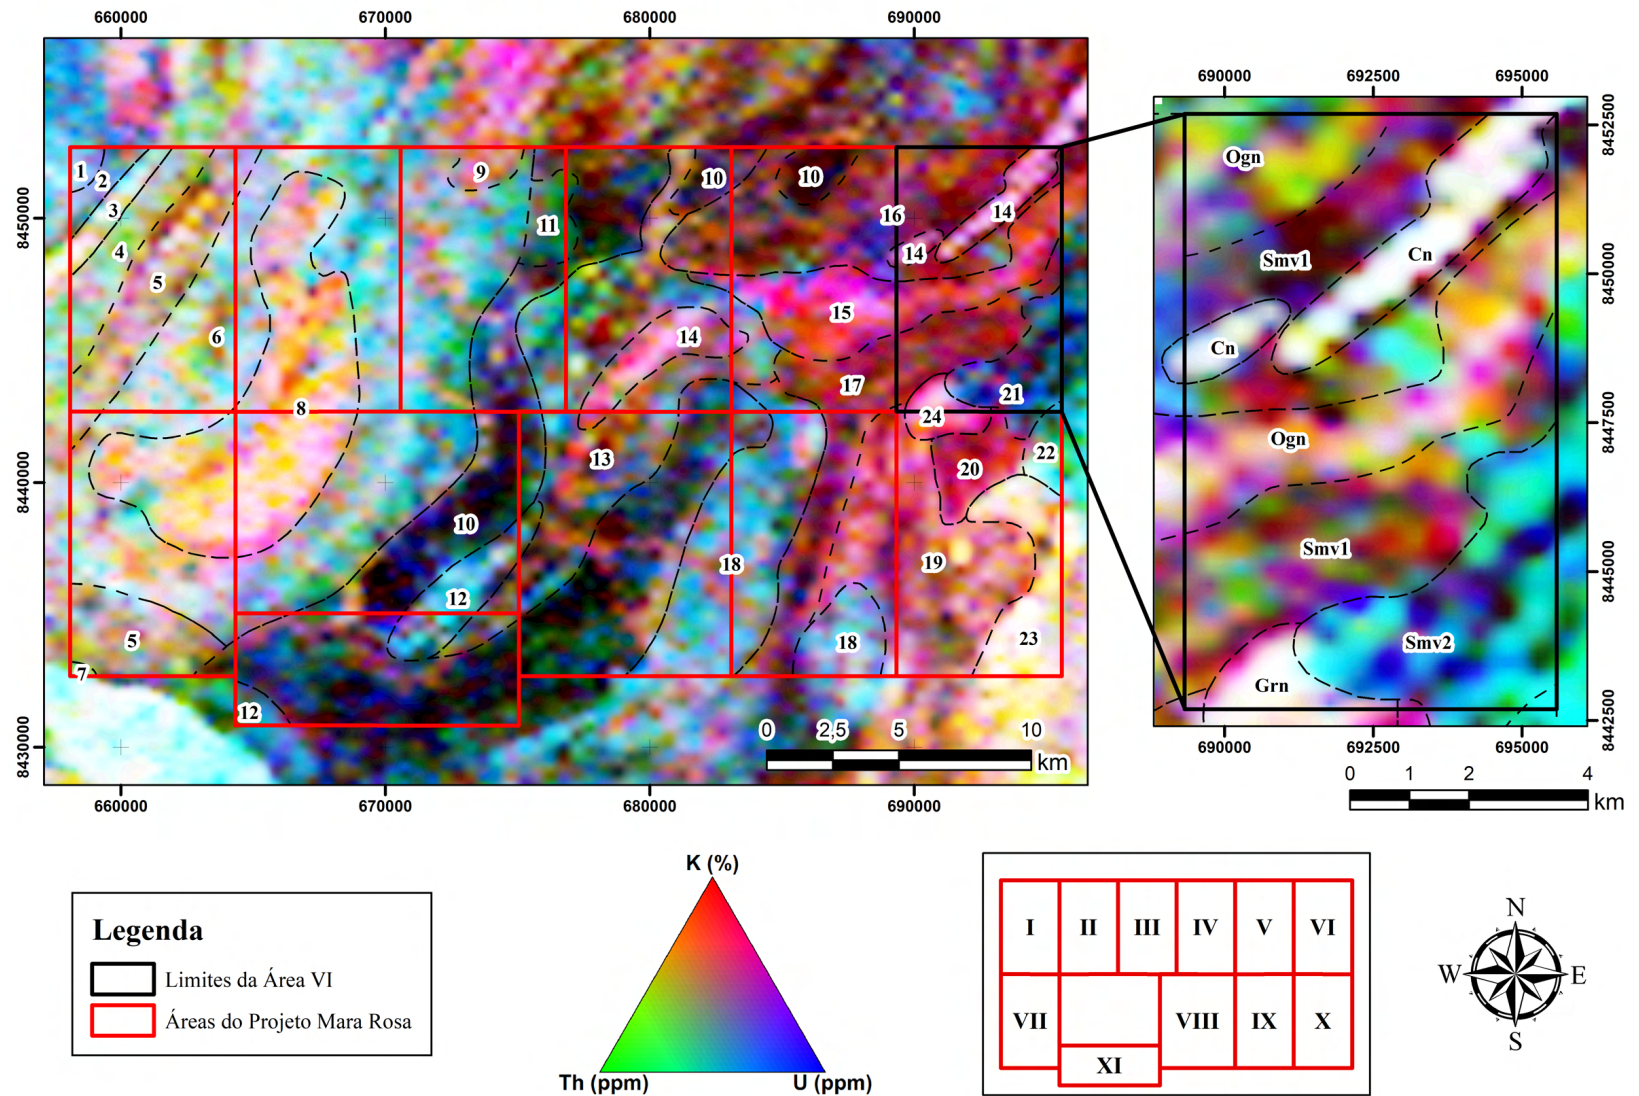 660000 670000 680000 690000
8450000
8440000
8430000
1
2
3
4
5
6
8
9
11
10
10
16
14
14
15
14
17
21
24
13
20
22
10
18
19
12
18
23
5
7
12
0 2,5 5 10
km
660000 670000 680000 690000
690000 692500 695000
8452500
8450000
8447500
8445000
8442500
Ogn
Smv1
Cn
Cn
Ogn
Smv1
Smv2
Grn
690000 692500 695000
0 1 2 4
km
Legenda
Limites da Área VI
Áreas do Projeto Mara Rosa
K (%)
Th (ppm) U (ppm)
I II III IV V VI
VII VIII IX X
XI
N
W E
S